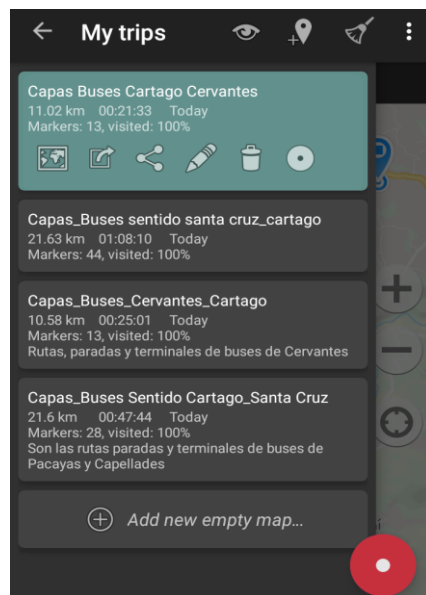 My trips
Capas Buses Cartago Cervantes
11.02 km 00:21:33 Today
Markers: 13, visited: 100%
Capas_Buses sentido santa cruz_cartago
21.63 km 01:08:10 Today
Markers: 44, visited: 100%
Capas_Buses_Cervantes_Cartago
10.58 km 00:25:01 Today
Markers: 13, visited: 100%
Rutas, paradas y terminales de buses de Cervantes
Capas_Buses Sentido Cartago_Santa Cruz
21.6 km 00:47:44 Today
Markers: 28, visited: 100%
Son las rutas paradas y terminales de buses de
Pacayas y Capellades
Add new empty map...